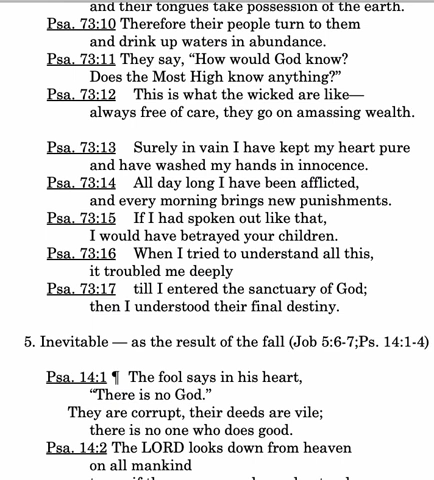 and their tongues take possession of the earth.
Psa. 73:10 Therefore their people turn to them
and drink up waters in abundance.
Psa. 73:11 They say, “How would God know?
Does the Most High know anything?”
Psa. 73:12 This is what the wicked are like—
always free of care, they go on amassing wealth.
Psa. 73:13 Surely in vain I have kept my heart pure
and have washed my hands in innocence.
Psa. 73:14 All day long I have been afflicted,
and every morning brings new punishments.
Psa. 73:15 If I had spoken out like that,
I would have betrayed your children.
Psa. 73:16 When I tried to understand all this,
it troubled me deeply
Psa. 73:17 till I entered the sanctuary of God;
then I understood their final destiny.
5. Inevitable — as the result of the fall (Job 5:6-7;Ps. 14:1-4)
Psa. 14:1 ¶ The fool says in his heart,
“There is no God.”
They are corrupt, their deeds are vile;
there is no one who does good.
Psa. 14:2 The LORD looks down from heaven
on all mankind